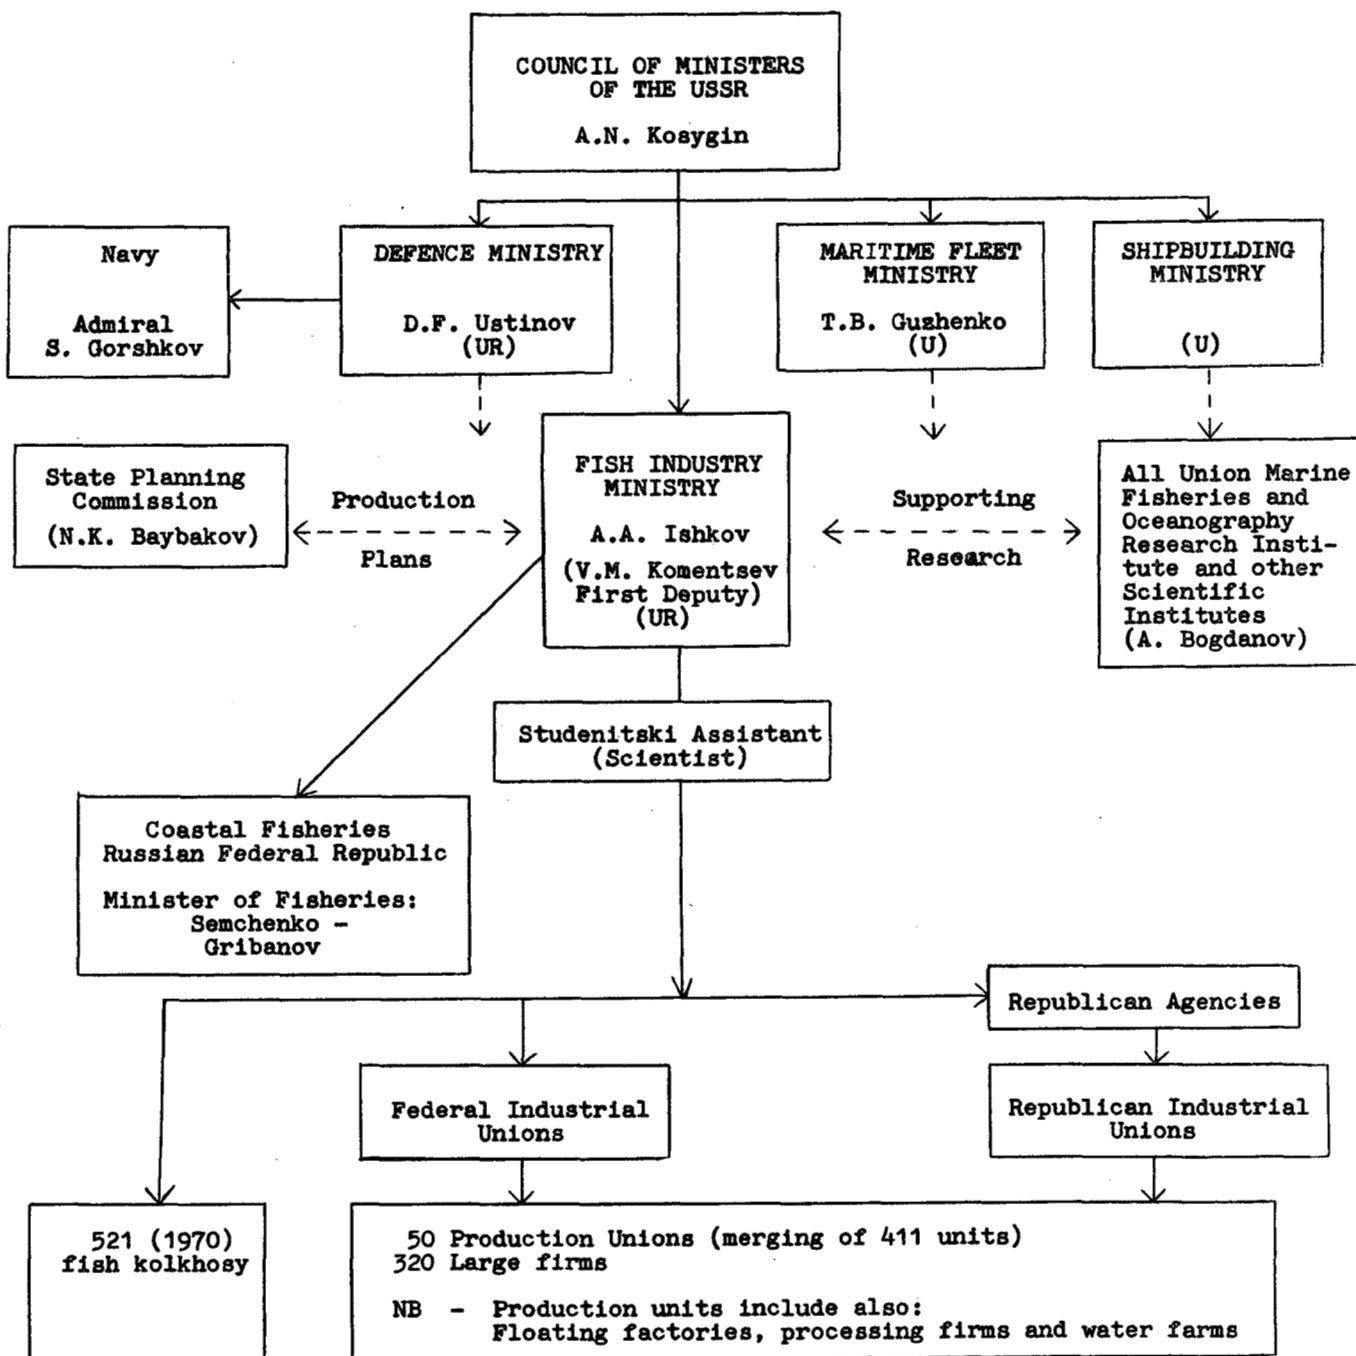 COUNCIL OF MINISTERS
OF THE USSR
A.N. Kosygin
Navy
Admiral
S. Gorshkov
DEFENCE MINISTRY
D.F. Ustinov
(UR)
MARITIME FLEET
MINISTRY
T.B. Guzhenko
(U)
SHIPBUILDING
MINISTRY
(U)
State Planning
Commission
(N.K. Baybakov)
Production
Plans
FISH INDUSTRY
MINISTRY
A.A. Ishkov
(V.M. Komentsev
First Deputy)
(UR)
Supporting
Research
All Union Marine
Fisheries and
Oceanography
Research Insti-
tute and other
Scientific
Institutes
(A. Bogdanov)
Studenitski Assistant
(Scientist)
Coastal Fisheries
Russian Federal Republic
Minister of Fisheries:
Semchenko -
Gribanov
Republican Agencies
Federal Industrial
Unions
Republican Industrial
Unions
521 (1970)
fish kolkhosy
50 Production Unions (merging of 411 units)
320 Large firms
NB - Production units include also:
Floating factories, processing firms and water farms